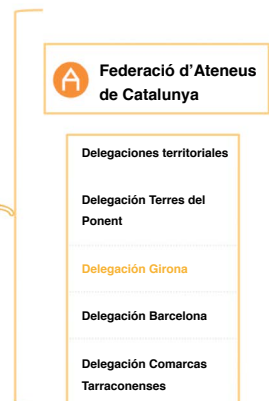 Federació d’Ateneus
de Catalunya
Delegaciones territoriales
Delegación Terres del
Ponent
Delegación Girona
Delegación Barcelona
Delegación Comarcas
Tarraconenses